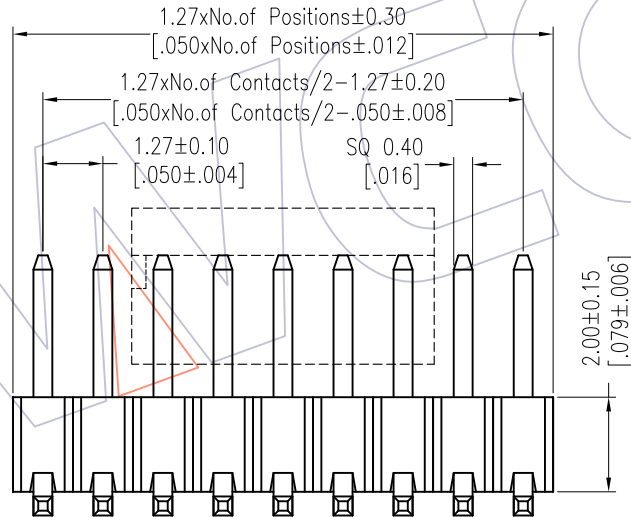 1.27xNo.of Positions±0.30
[.050xNo.of Positions±.012]
1.27xNo.of Contacts/2-1.27±0.20
[.050xNo.of Contacts/2-.050±.008]
1.27±0.10
[.050±.004]
SQ 0.40
[.016]
2.00±0.15
[.079±.006]
WCO